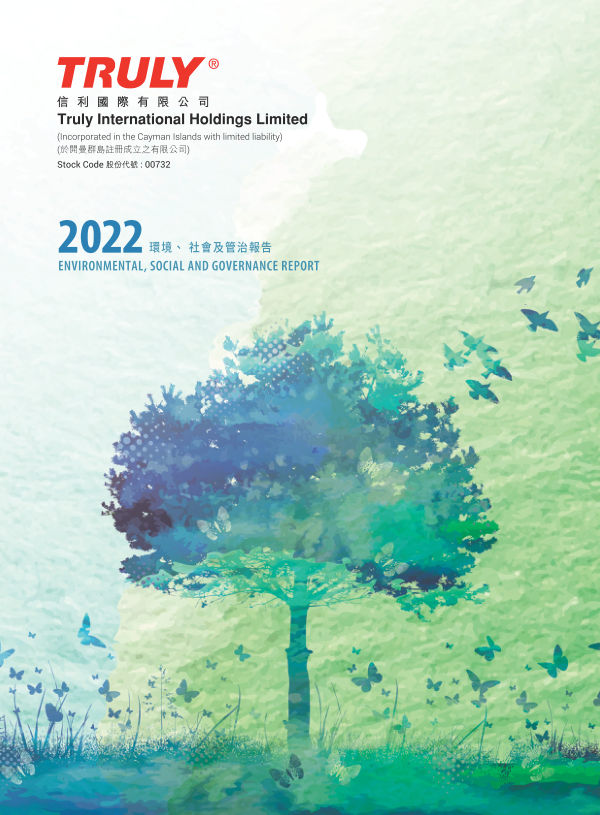 TRULY®
信利國際有限公司
Truly International Holdings Limited
(Incorporated in the Cayman Islands with limited liability)
(於開曼群島註冊成立之有限公司)
Stock Code 股份代號 : 00732
2022 環境、社會及管治報告
ENVIRONMENTAL, SOCIAL AND GOVERNANCE REPORT